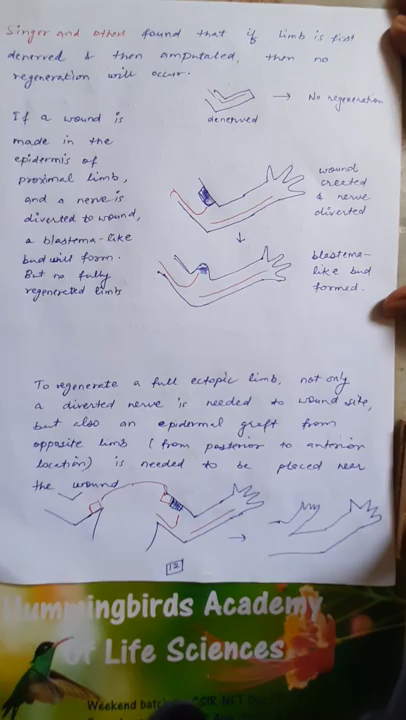 Singer and others found that if limb is first
denerved & then amputated, then no
regeneration will occur.
→ No regeneration
denerved
If a wound is
made in the
epidermis of
proximal limb,
and a nerve is
diverted to wound,
a blastema-like
bud will form.
But no fully
regenerated limb
wound
created
& nerve
diverted
blastema-
like bud
formed.
To regenerate a full ectopic limb, not only
a diverted nerve is needed to wound site,
but also an epidermal graft from
opposite limb (from posterior to anterior
location) is needed to be placed near
the wound
12
Hummingbirds Academy
Of Life Sciences
Weekend batch